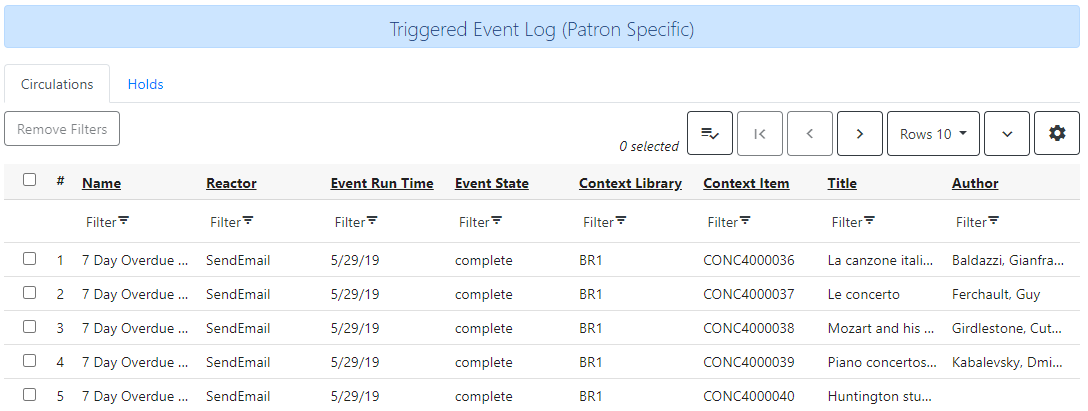 Triggered Event Log (Patron Specific)
Circulations Holds
Remove Filters
0 selected Rows 10
# Name Reactor Event Run Time Event State Context Library Context Item Title Author
Filter Filter Filter Filter Filter Filter Filter Filter
1 7 Day Overdue ... SendEmail 5/29/19 complete BR1 CONC4000036 La canzone itali... Baldazzi, Gianfra...
2 7 Day Overdue ... SendEmail 5/29/19 complete BR1 CONC4000037 Le concerto Ferchault, Guy
3 7 Day Overdue ... SendEmail 5/29/19 complete BR1 CONC4000038 Mozart and his ... Girdlestone, Cut...
4 7 Day Overdue ... SendEmail 5/29/19 complete BR1 CONC4000039 Piano concertos... Kabalevsky, Dmi...
5 7 Day Overdue ... SendEmail 5/29/19 complete BR1 CONC4000040 Huntington stu...